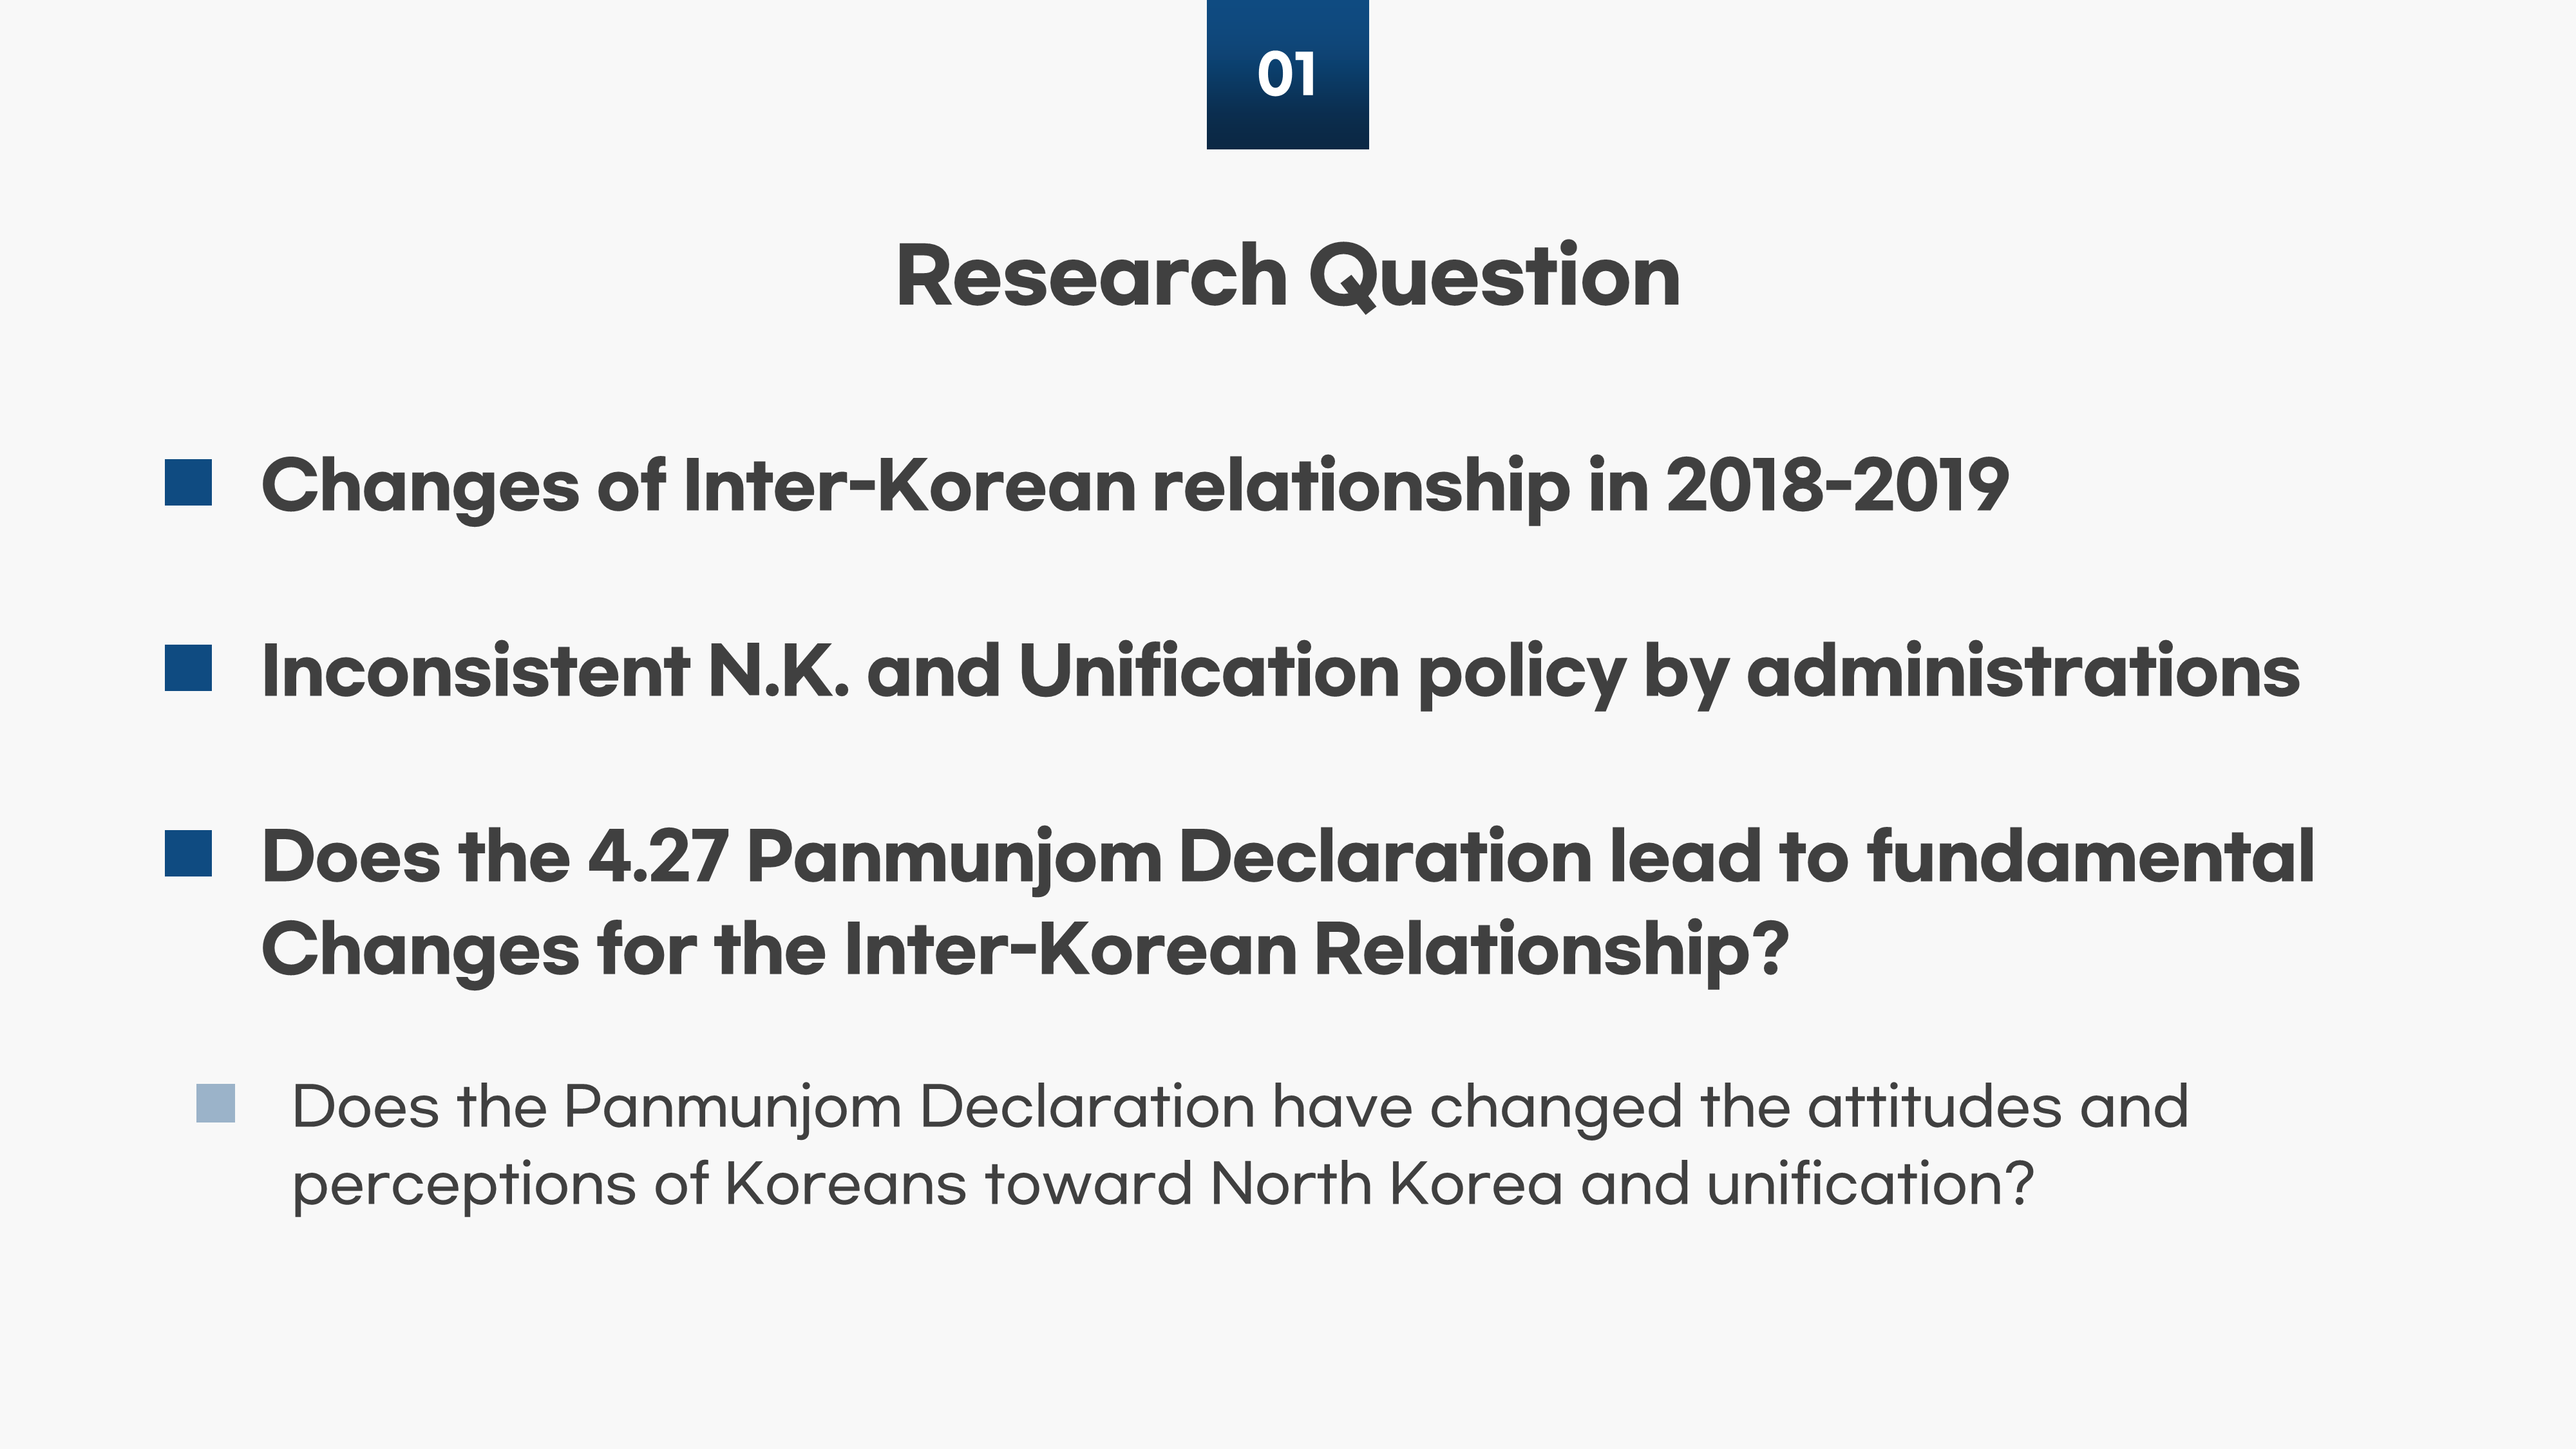 01
Research Question
Changes of Inter-Korean relationship in 2018-2019
Inconsistent N.K. and Unification policy by administrations
Does the 4.27 Panmunjom Declaration lead to fundamental
Changes for the Inter-Korean Relationship?
Does the Panmunjom Declaration have changed the attitudes and
perceptions of Koreans toward North Korea and unification?